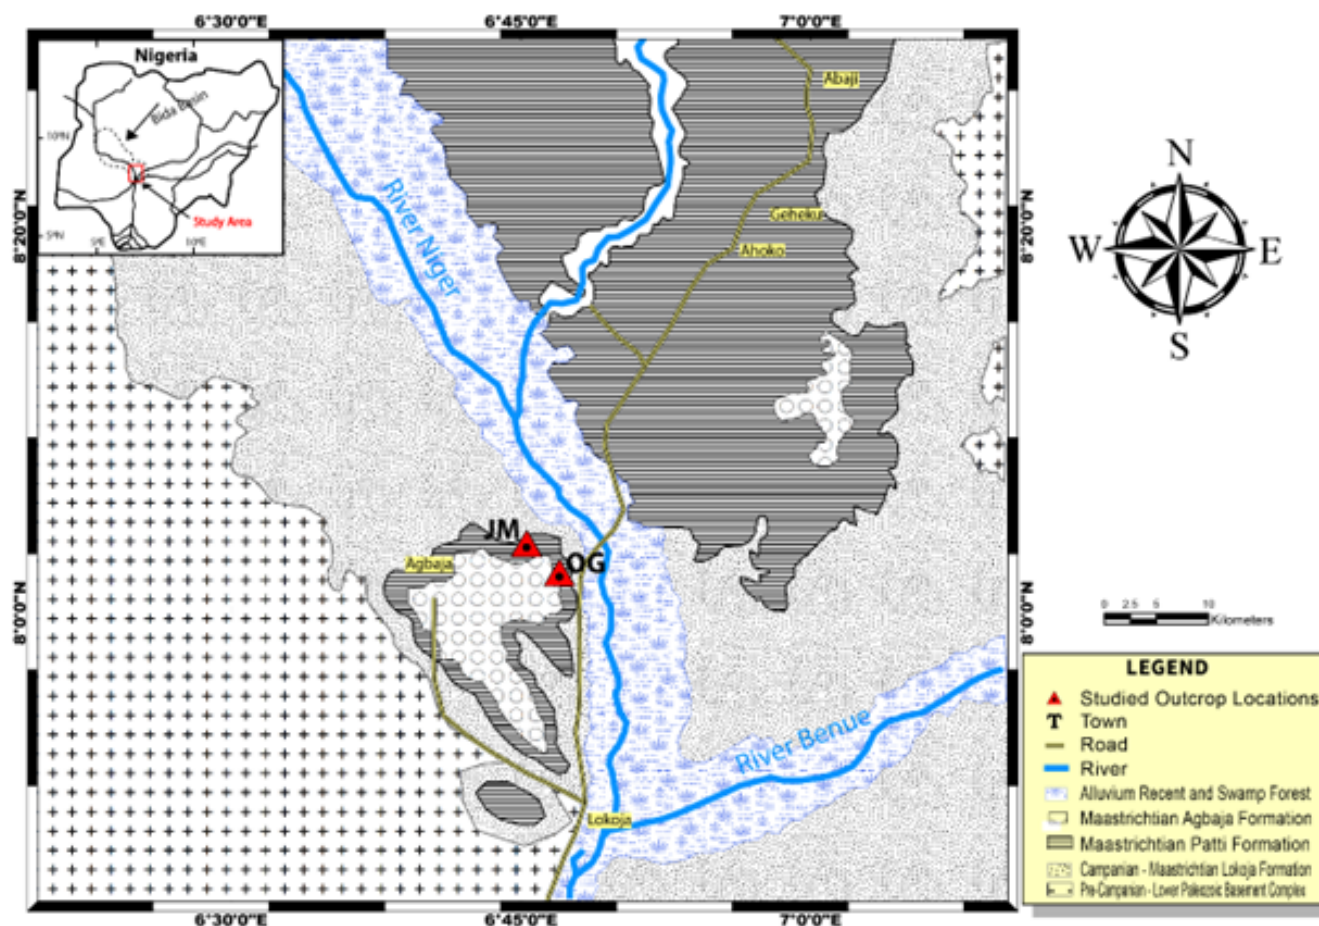 6°30'0"E 6°45'0"E 7°0'0"E
Nigeria
Bida Basin
10°N
Study Area
5°N
5°E 10°E
8°20'0"N
8°0'0"N
Abaji
Geheku
Ahoko
River Niger
JM
OG
Agbaja
River Benue
Lokoja
8°20'0"N
8°0'0"N
6°30'0"E 6°45'0"E 7°0'0"E
N
W E
S
0 2.5 5 10
Kilometers
LEGEND
Studied Outcrop Locations
T Town
Road
River
Alluvium Recent and Swamp Forest
Maastrichtian Agbaja Formation
Maastrichtian Patti Formation
Campanian - Maastrichtian Lokoja Formation
Pre-Campanian - Lower Paleozoic Basement Complex